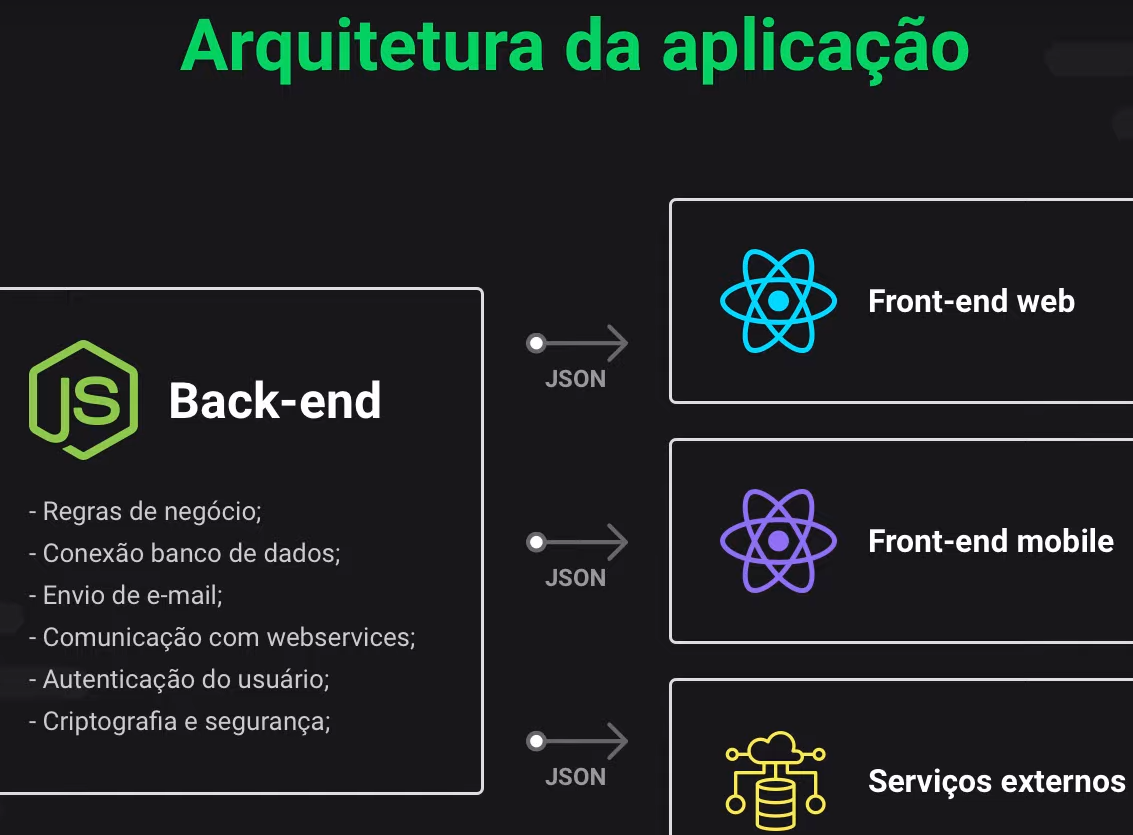 Arquitetura da aplicação
JS
Back-end
- Regras de negócio;
- Conexão banco de dados;
- Envio de e-mail;
- Comunicação com webservices;
- Autenticação do usuário;
- Criptografia e segurança;
JSON
JSON
JSON
Front-end web
Front-end mobile
Serviços externos